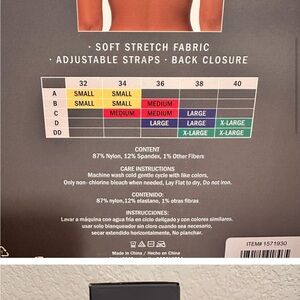 · SOFT STRETCH FABRIC
· ADJUSTABLE STRAPS · BACK CLOSURE
32 34 36 38 40
A SMALL SMALL
B SMALL SMALL MEDIUM
C MEDIUM MEDIUM LARGE
D LARGE LARGE X-LARGE
DD X-LARGE X-LARGE
CONTENT
87% Nylon, 12% Spandex, 1% Other Fibers
CARE INSTRUCTIONS
Machine wash cold gentle cycle with like colors,
Only non-chlorine bleach when needed, Lay Flat to dry, Do not iron.
CONTENIDO:
87% nylon, 12% elastano, 1% otras fibras
INSTRUCCIONES:
Lavar a máquina con agua fría en ciclo delicado y con colores similares.
usar solo blanqueador sin cloro cuando sea necesario,
secar extendido horizontalmente, No planchar.
Made in China / Hecho en China
ITEM# 1571930